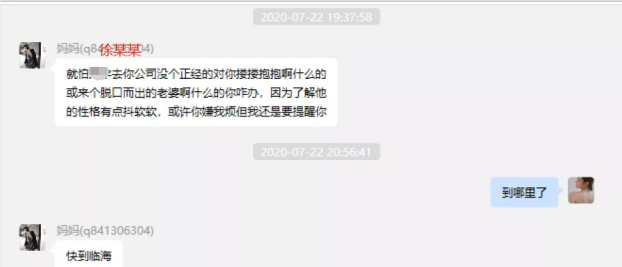 2020-07-22 19:37:58
妈妈(q84 徐某某 04)
就怕 去你公司没个正经的对你搂搂抱抱啊什么的
或来个脱口而出的老婆啊什么的你咋办，因为了解他
的性格有点抖软软，或许你嫌我烦但我还是要提醒你
2020-07-22 20:56:41
到哪里了
妈妈(q841306304)
快到临海